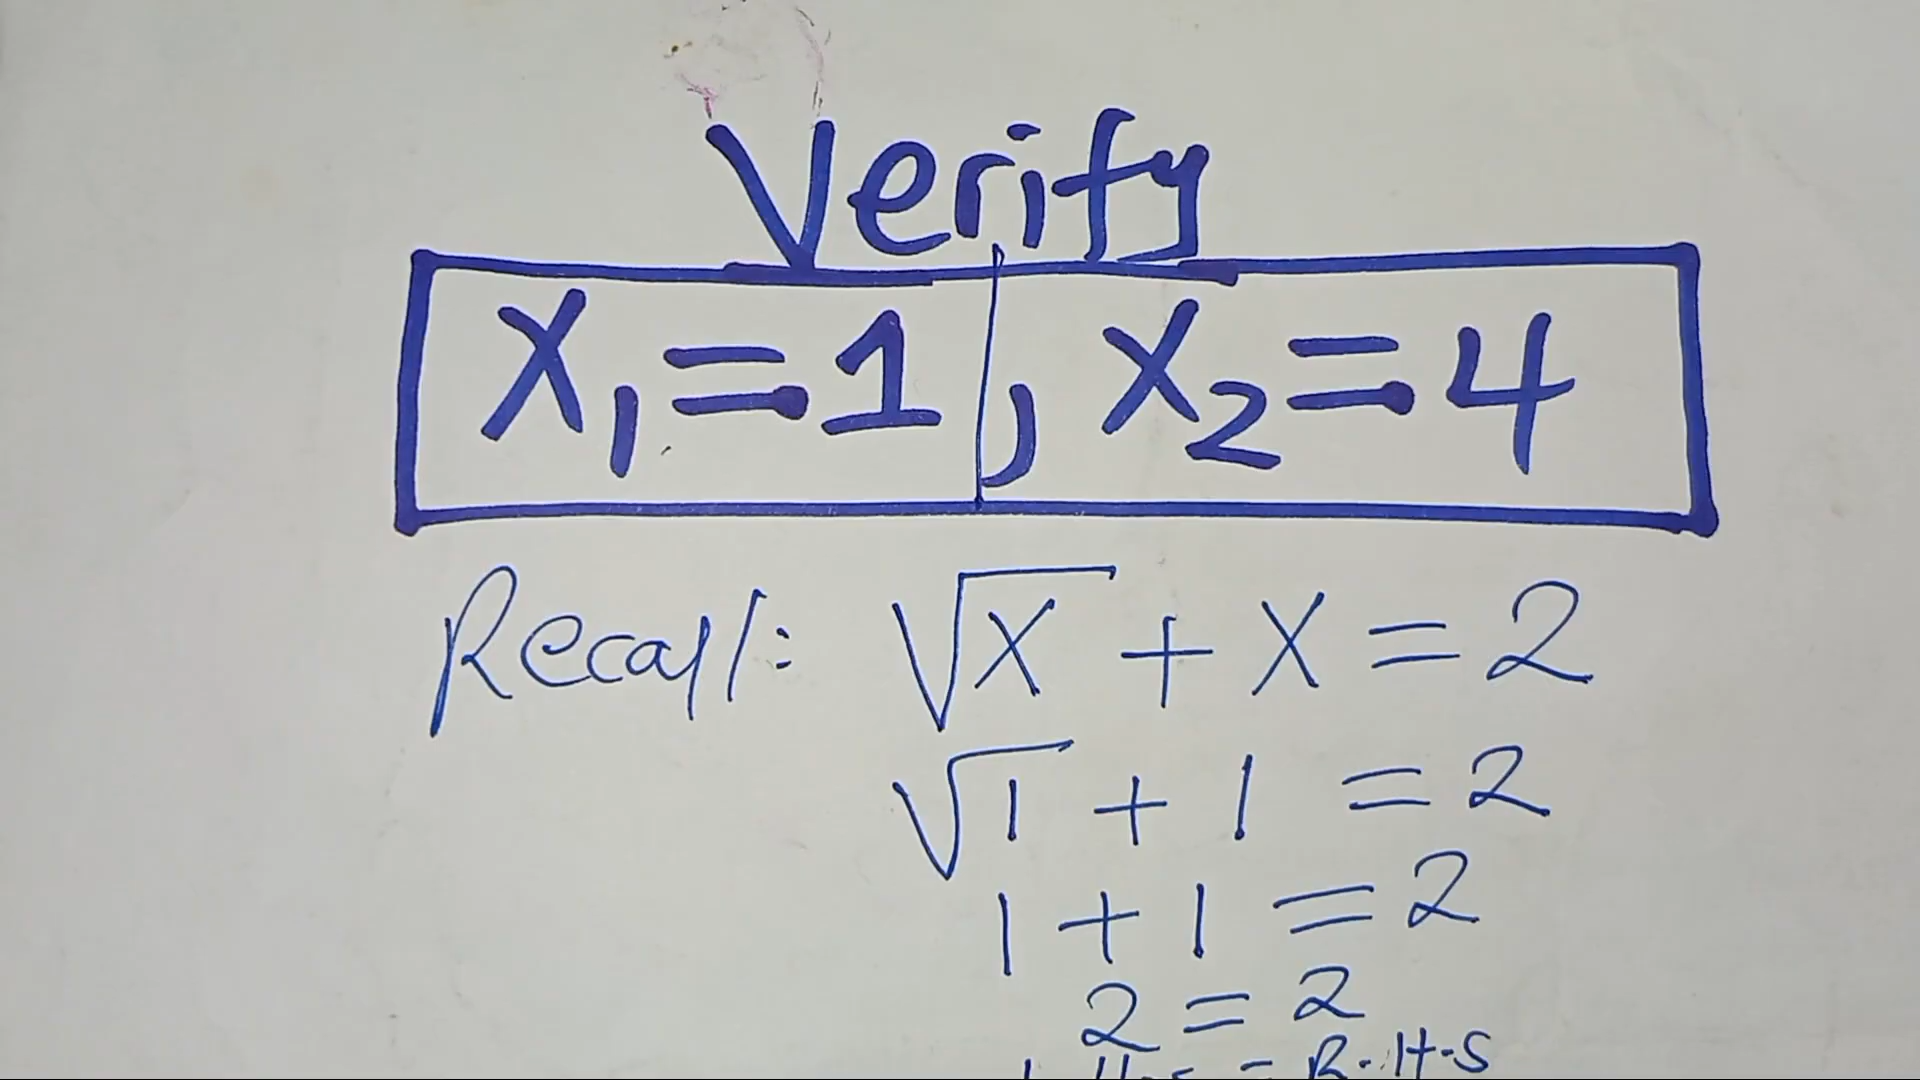 Verify
X₁=1, X₂=4
Recall: √X + X = 2
√1 + 1 = 2
1 + 1 = 2
2 = 2
L.H.S = R.H.S